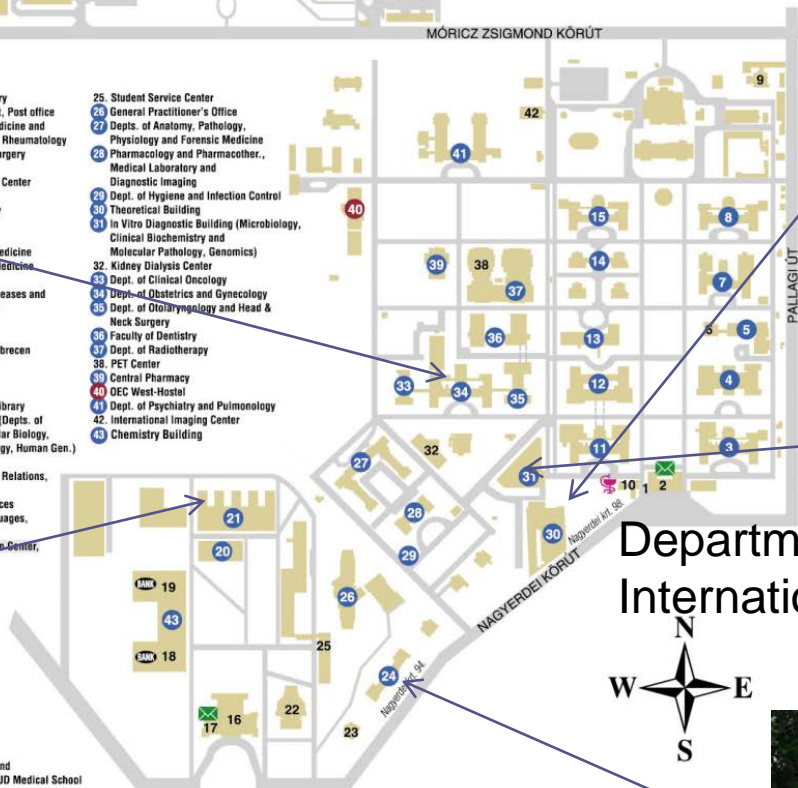 MÓRICZ ZSIGMOND KÖRÚT
ry
, Post office
dicine and
Rheumatology
urgery
Center
edicine
edicine
eases and
brecen
ibrary
(Depts. of
lar Biology,
gy, Human Gen.)
Relations,
ces
uages,
n Center,
nd
UD Medical School
25. Student Service Center
26 General Practitioner's Office
27 Depts. of Anatomy, Pathology,
Physiology and Forensic Medicine
28 Pharmacology and Pharmacother.,
Medical Laboratory and
Diagnostic Imaging
29 Dept. of Hygiene and Infection Control
30 Theoretical Building
31 In Vitro Diagnostic Building (Microbiology,
Clinical Biochemistry and
Molecular Pathology, Genomics)
32. Kidney Dialysis Center
33 Dept. of Clinical Oncology
34 Dept. of Obstetrics and Gynecology
35 Dept. of Otolaryngology and Head &
Neck Surgery
36 Faculty of Dentistry
37 Dept. of Radiotherapy
38. PET Center
39 Central Pharmacy
40 OEC West-Hostel
41 Dept. of Psychiatry and Pulmonology
42. International Imaging Center
43 Chemistry Building
9
42
41
40
15
8
39
38
14
37
7
PALLAGI ÚT
36
13
6
5
33
34
35
12
4
32
11
3
27
31
10
1
2
21
28
30
Nagyerdei krt. 98.
20
29
NAGYERDEI KÖRÚT
Departm
Internatio
BANK 19
26
43
BANK 18
25
24
Nagyerdei krt. 94.
17
16
22
23
N
W
E
S